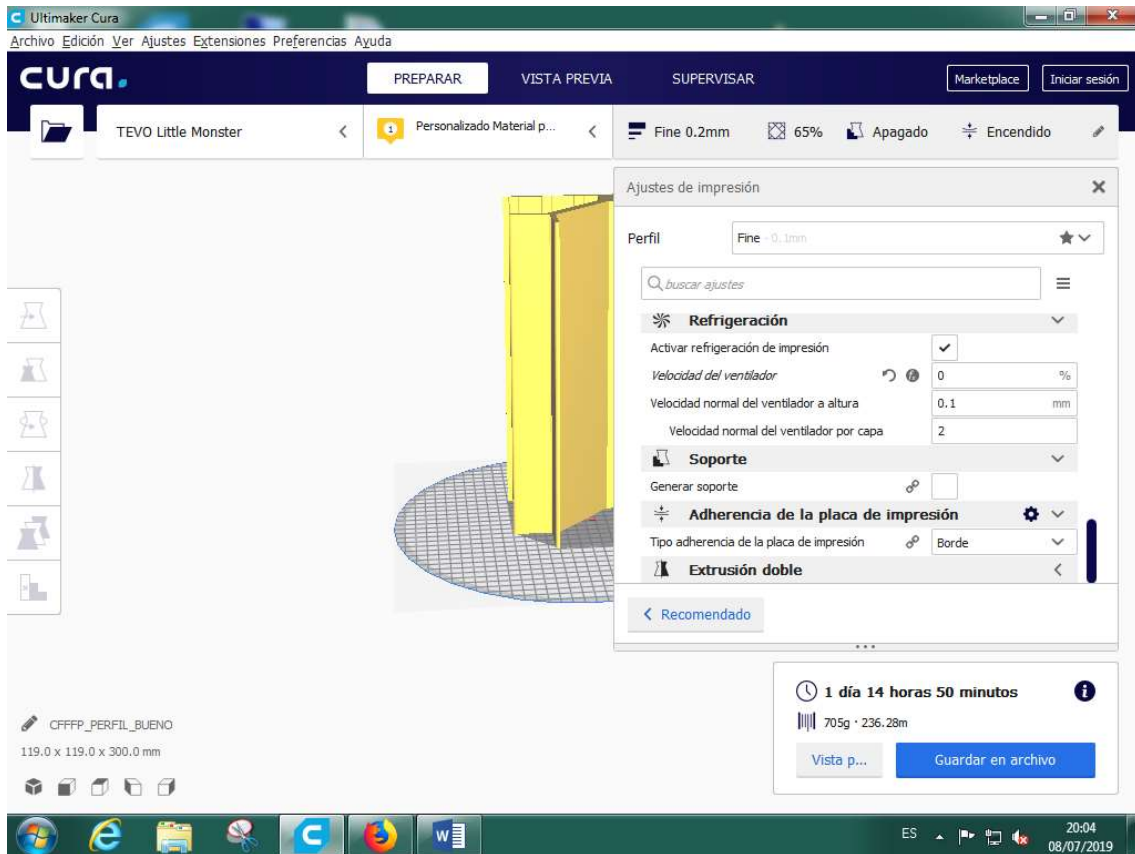 Ultimaker Cura
Archivo Edición Ver Ajustes Extensiones Preferencias Ayuda
cura. PREPARAR VISTA PREVIA SUPERVISAR Marketplace Iniciar sesión
TEVO Little Monster 1 Personalizado Material p... Fine 0.2mm 65% Apagado Encendido
Ajustes de impresión
Perfil Fine - 0.1mm
buscar ajustes
Refrigeración
Activar refrigeración de impresión
Velocidad del ventilador 0 %
Velocidad normal del ventilador a altura 0.1 mm
Velocidad normal del ventilador por capa 2
Soporte
Generar soporte
Adherencia de la placa de impresión
Tipo adherencia de la placa de impresión Borde
Extrusión doble
Recomendado
1 día 14 horas 50 minutos
705g · 236.28m
Vista p... Guardar en archivo
CFFFP_PERFIL_BUENO
119.0 x 119.0 x 300.0 mm
ES 20:04
08/07/2019